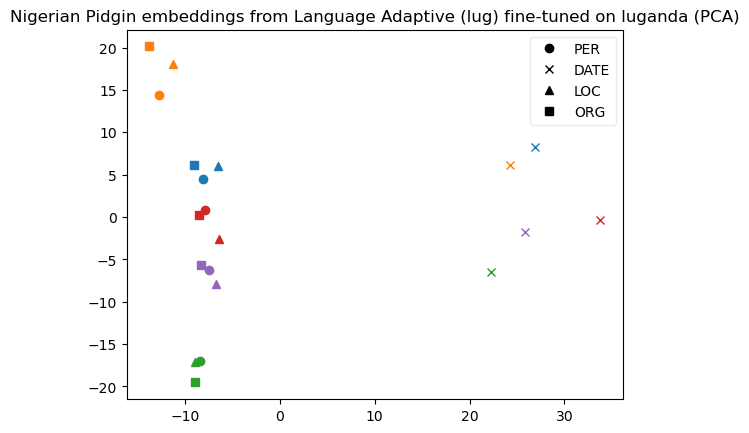 Nigerian Pidgin embeddings from Language Adaptive (lug) fine-tuned on luganda (PCA)
20
15
10
5
0
−5
−10
−15
−20
PER
DATE
LOC
ORG
−10
0
10
20
30